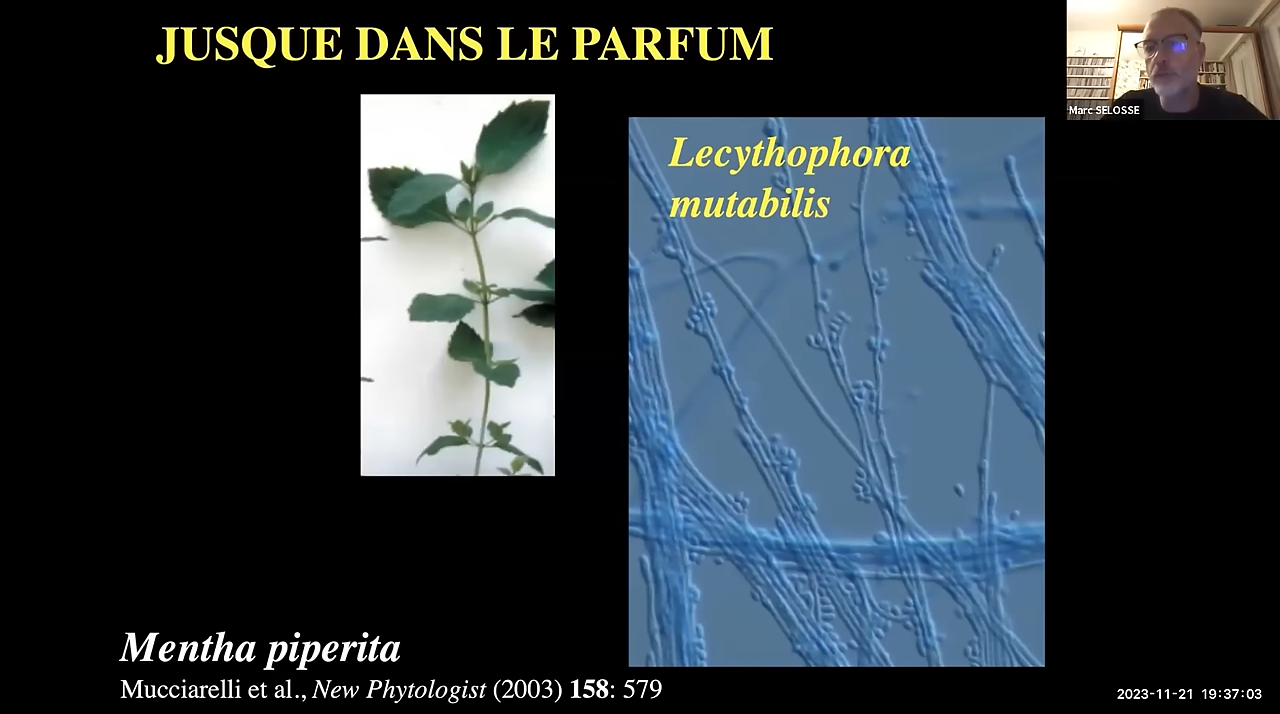 JUSQUE DANS LE PARFUM
Marc SELOSSE
Lecythophora
mutabilis
Mentha piperita
Mucciarelli et al., New Phytologist (2003) 158: 579
2023-11-21 19:37:03